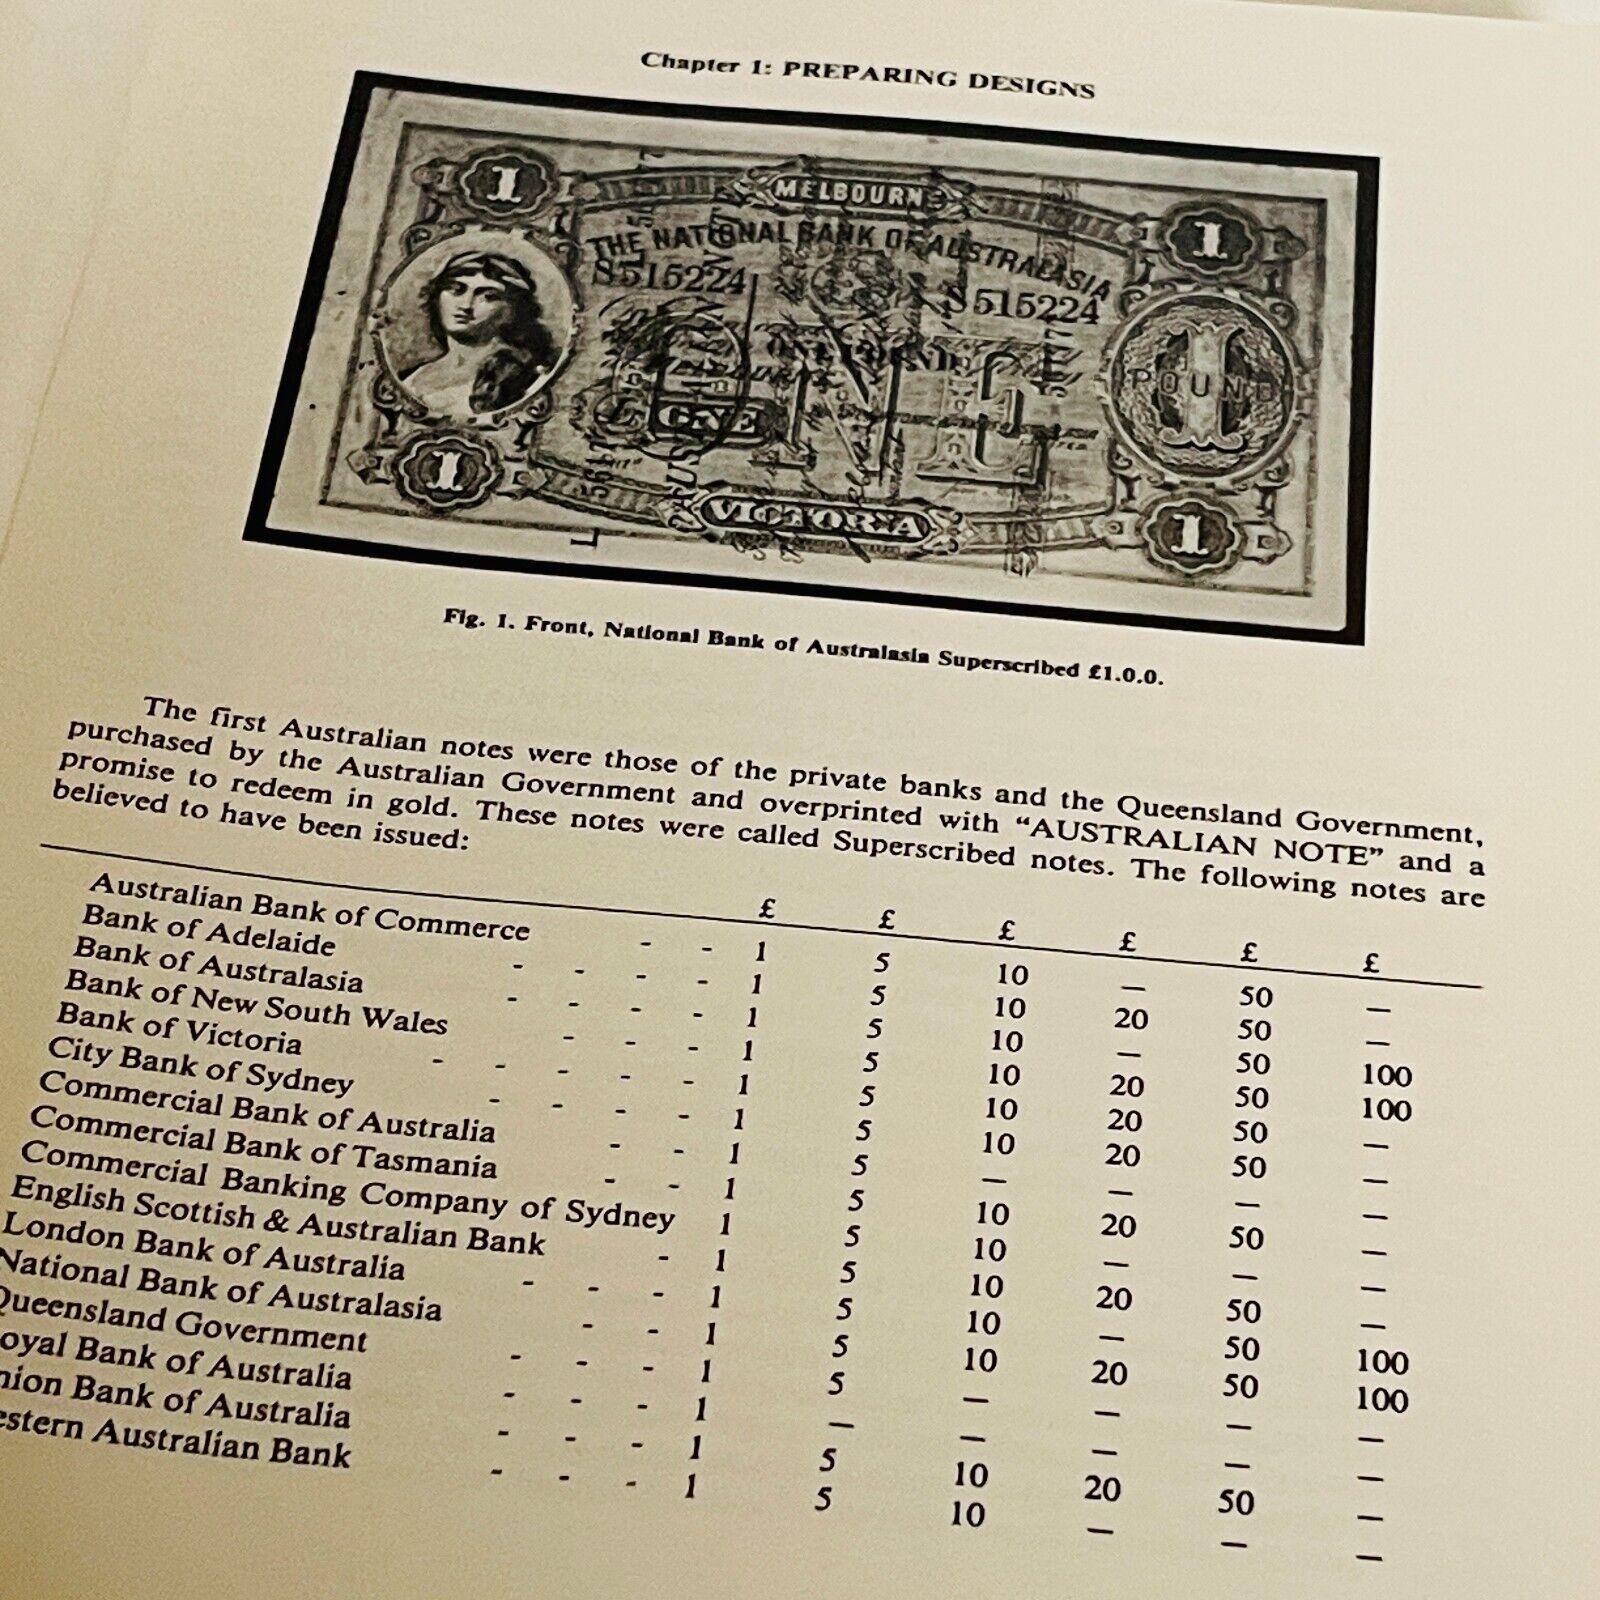 Chapter 1: PREPARING DESIGNS
1 MELBOURNE 1
THE NATIONAL BANK OF AUSTRALASIA
S515224 S515224
ONE POUND
ONE
POUND
1 VICTORIA 1
Fig. 1. Front, National Bank of Australasia Superscribed £1.0.0.
The first Australian notes were those of the private banks and the Queensland Government,
purchased by the Australian Government and overprinted with “AUSTRALIAN NOTE” and a
promise to redeem in gold. These notes were called Superscribed notes. The following notes are
believed to have been issued:
£ £ £ £ £ £
Australian Bank of Commerce - - 1 5 10 — 50 —
Bank of Adelaide - - - - 1 5 10 20 50 —
Bank of Australasia - - - - 1 5 10 — 50 100
Bank of New South Wales - - - 1 5 10 20 50 100
Bank of Victoria - - - - - 1 5 10 20 50 —
City Bank of Sydney - - - - 1 5 10 20 50 —
Commercial Bank of Australia - - 1 5 — — — —
Commercial Bank of Tasmania - - 1 5 10 20 50 —
Commercial Banking Company of Sydney 1 5 10 — — —
English Scottish & Australian Bank - 1 5 10 20 50 —
London Bank of Australia - - - 1 5 10 — 50 100
National Bank of Australasia - - 1 5 10 20 50 100
Queensland Government - - - 1 5 — — — —
oyal Bank of Australia - - - 1 — — — — —
nion Bank of Australia - - - 1 5 10 20 50 —
estern Australian Bank - - - 1 5 10 — — —